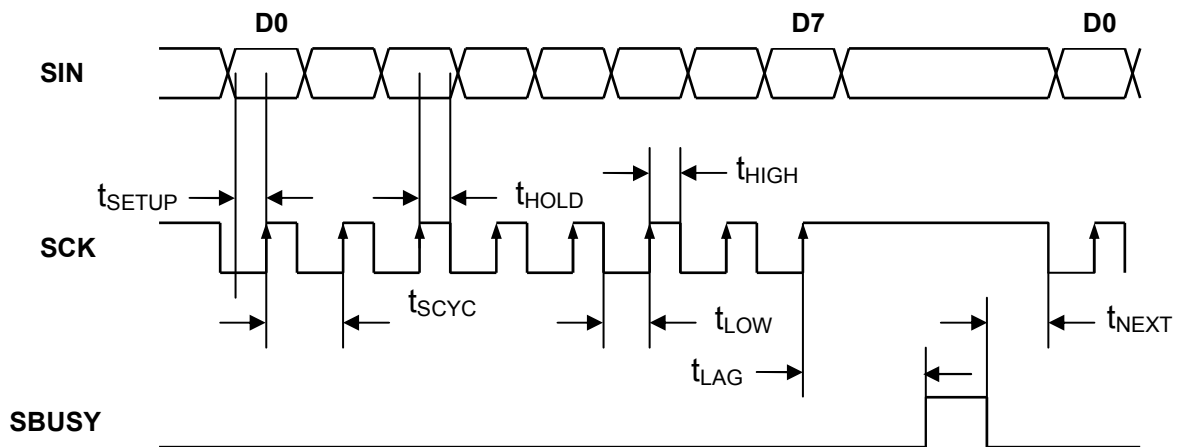 D0 D7 D0
SIN
tSETUP tHOLD tHIGH
SCK
tSCYC tLOW tNEXT
tLAG
SBUSY